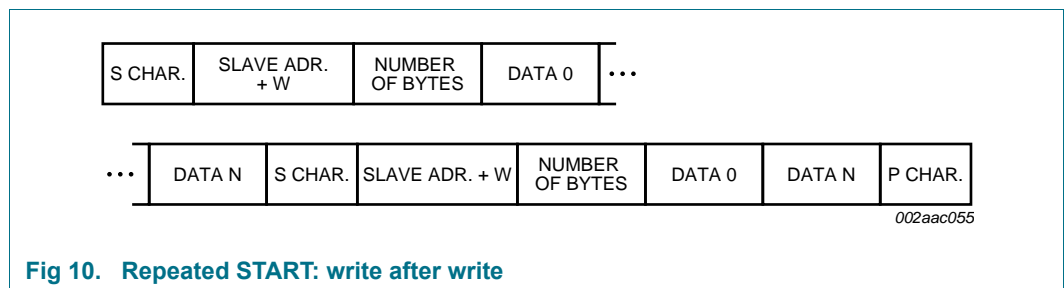 S CHAR. SLAVE ADR. + W NUMBER OF BYTES DATA 0 •••
••• DATA N S CHAR. SLAVE ADR. + W NUMBER OF BYTES DATA 0 DATA N P CHAR.
002aac055
Fig 10. Repeated START: write after write